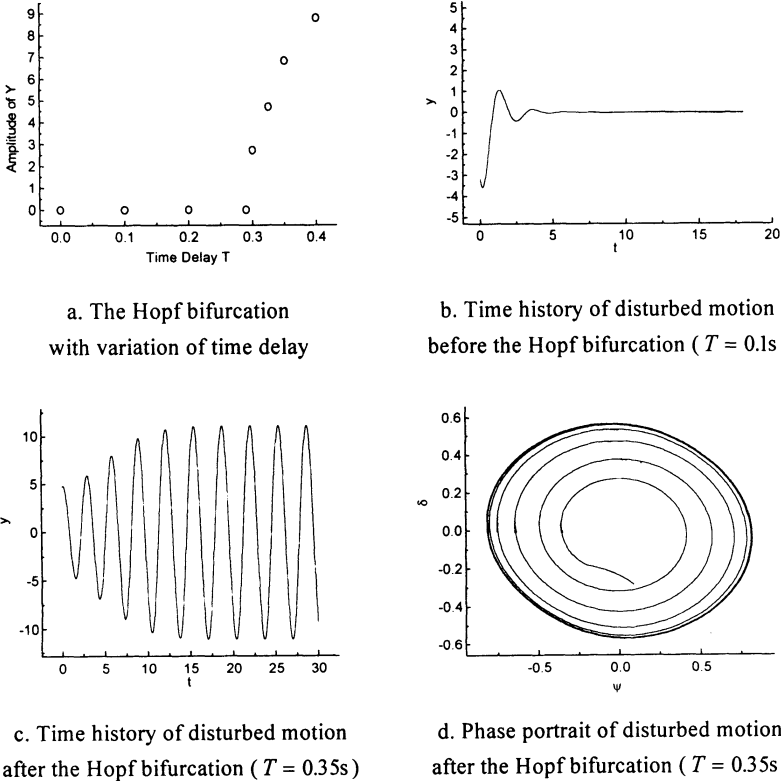 9
8
7
6
5
4
3
2
1
0
Amplitude of Y
0.0 0.1 0.2 0.3 0.4
Time Delay T
a. The Hopf bifurcation
with variation of time delay
5
4
3
2
1
0
-1
-2
-3
-4
-5
y
0 5 10 15 20
t
b. Time history of disturbed motion
before the Hopf bifurcation ( T = 0.1s
10
5
0
-5
-10
y
0 5 10 15 20 25 30
t
c. Time history of disturbed motion
after the Hopf bifurcation ( T = 0.35s)
0.6
0.4
0.2
0.0
-0.2
-0.4
-0.6
δ
-0.5 0.0 0.5
ψ
d. Phase portrait of disturbed motion
after the Hopf bifurcation ( T = 0.35s